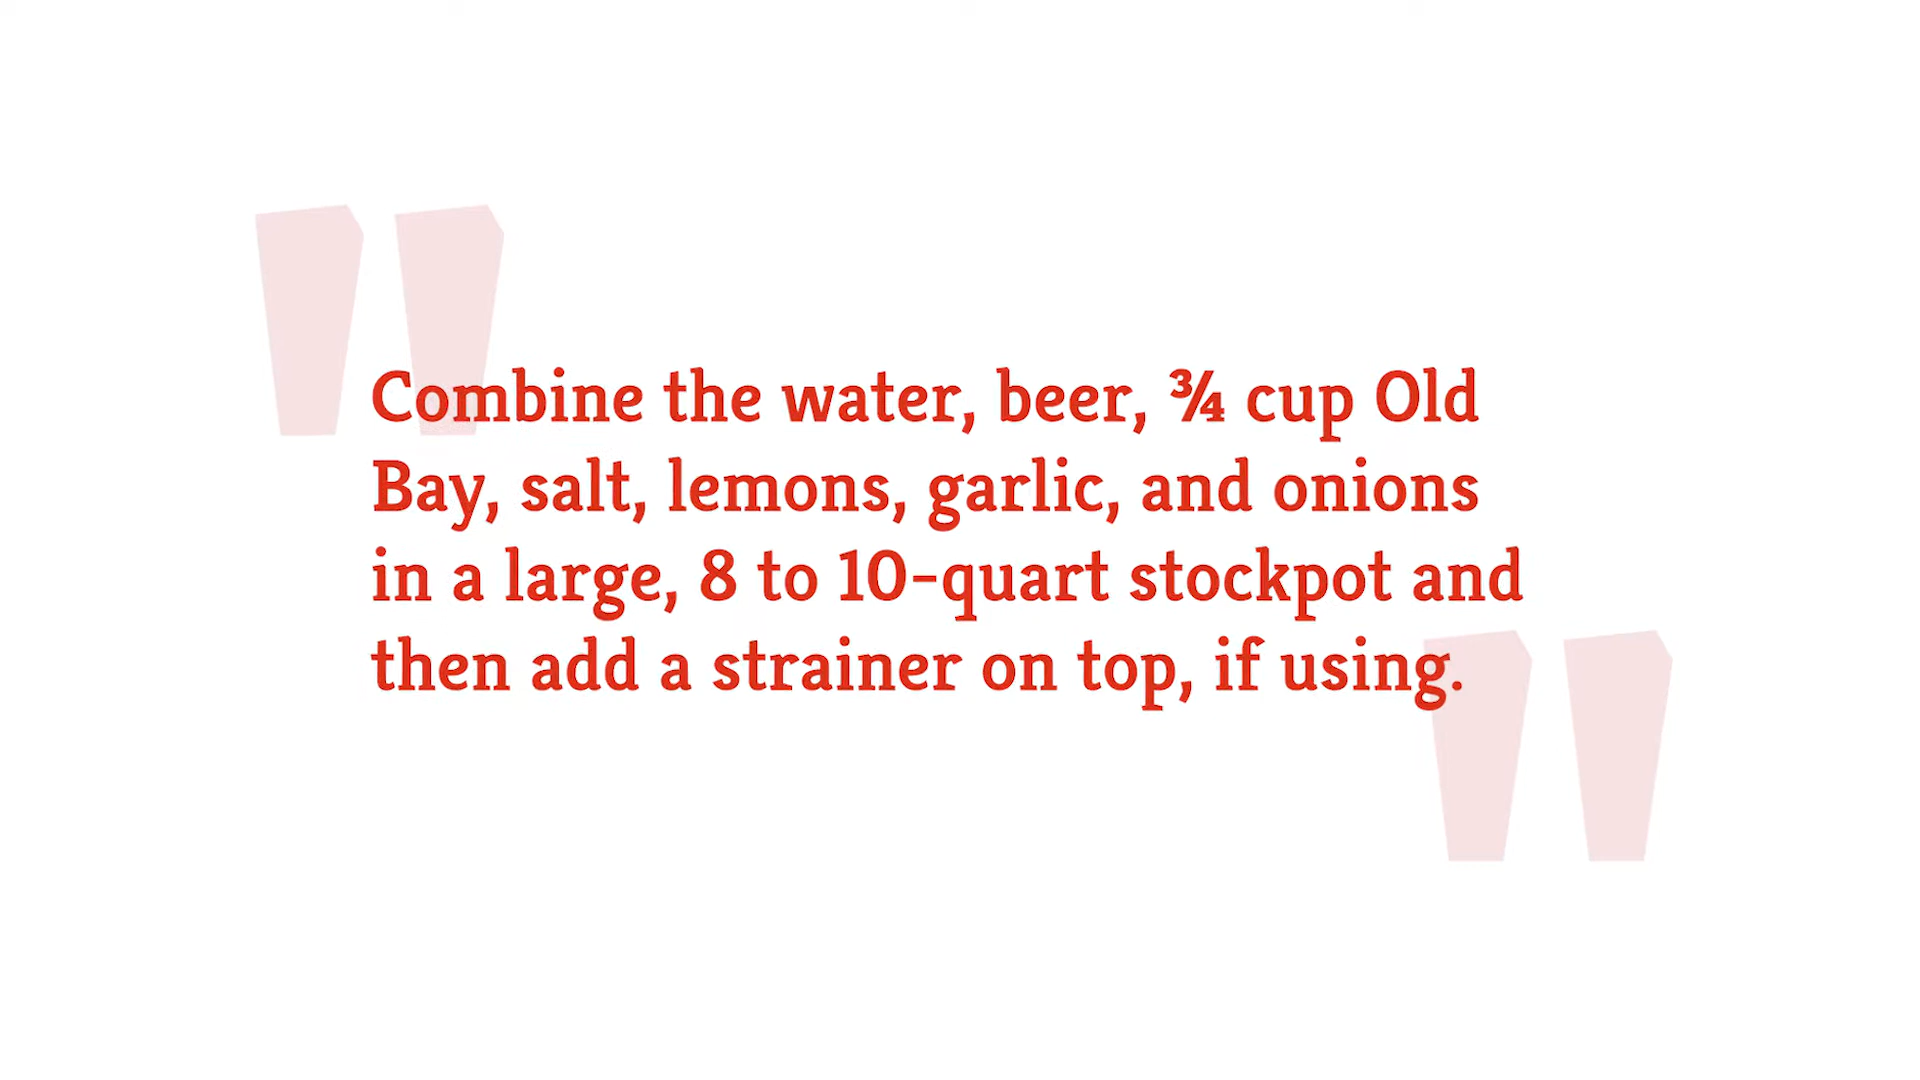 Combine the water, beer, ¾ cup Old
Bay, salt, lemons, garlic, and onions
in a large, 8 to 10-quart stockpot and
then add a strainer on top, if using.